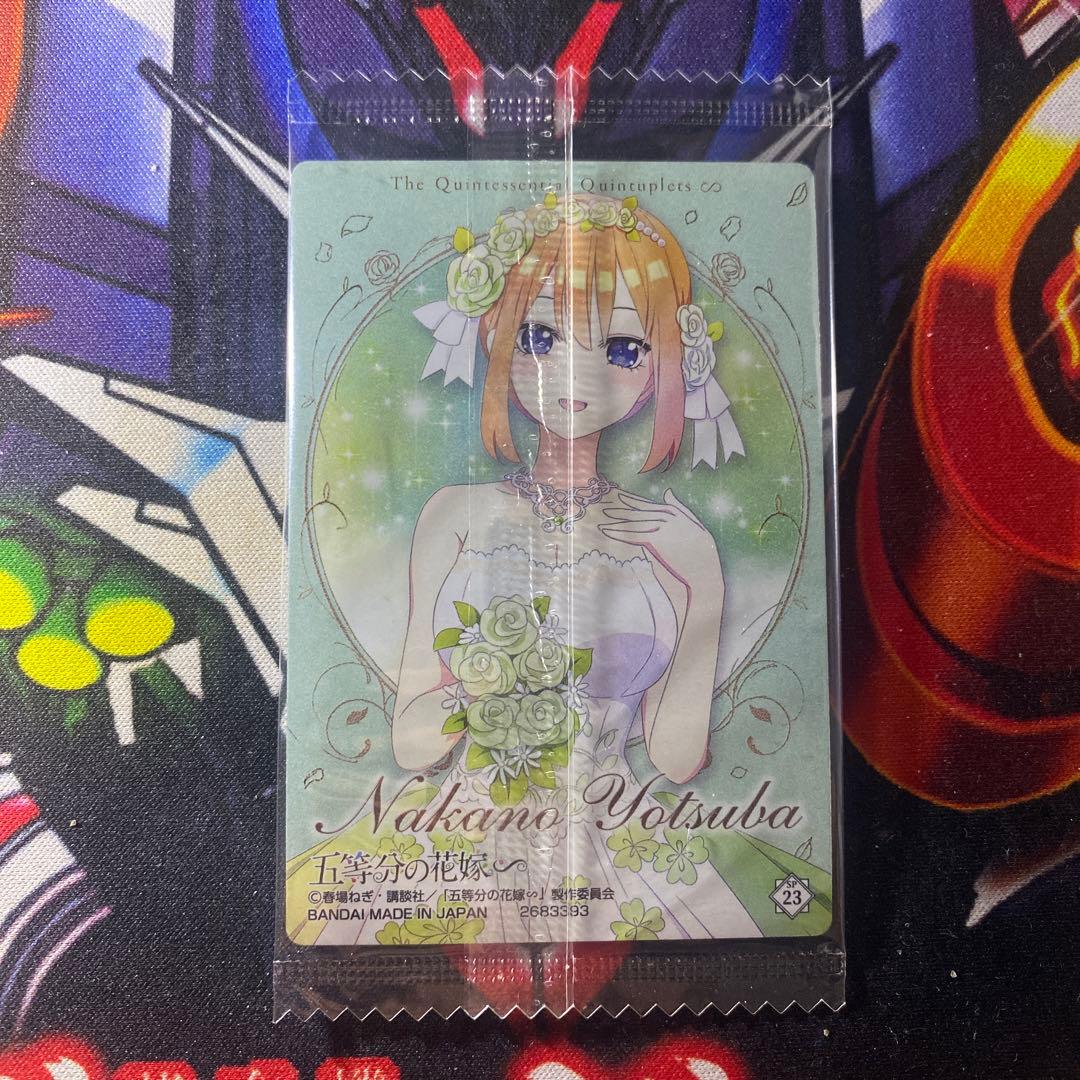 The Quintessential Quintuplets ∽
Nakano Yotsuba
五等分の花嫁∽
©春場ねぎ・講談社/「五等分の花嫁∽」製作委員会
BANDAI MADE IN JAPAN 2683393
SP
23